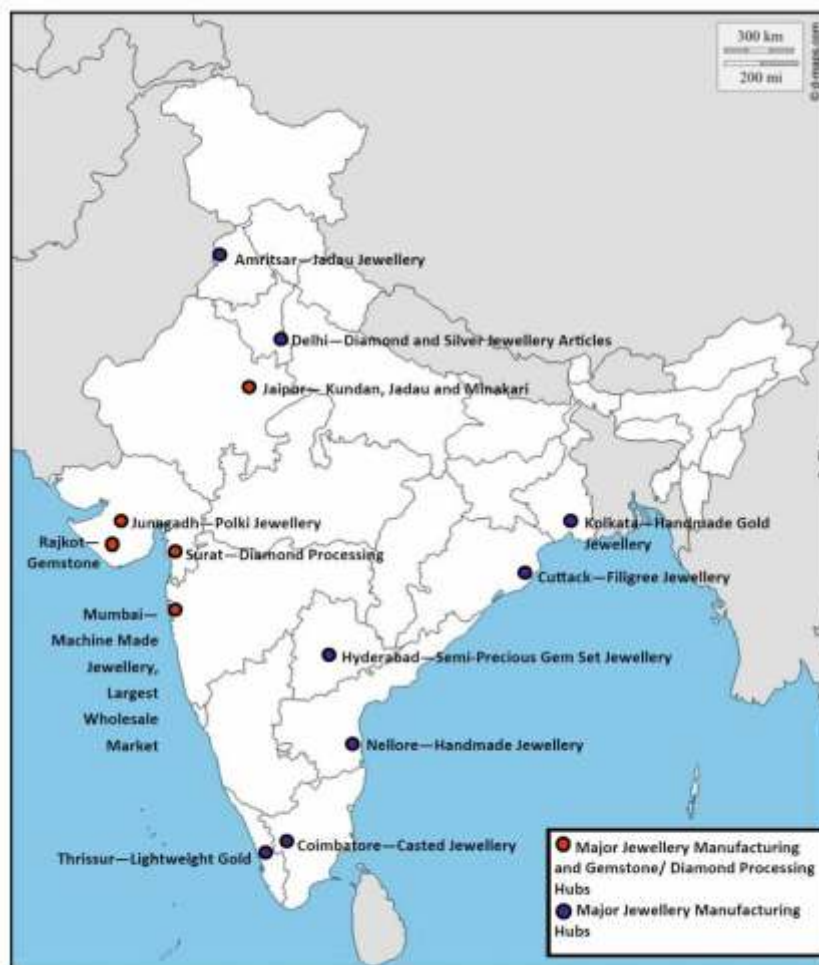 300 km
200 mi
© d-maps.com
Amritsar—Jadau Jewellery
Delhi—Diamond and Silver Jewellery Articles
Jaipur— Kundan, Jadau and Minakari
Junagadh—Polki Jewellery
Rajkot—
Gemstone
Surat—Diamond Processing
Kolkata—Handmade Gold
Jewellery
Cuttack—Filigree Jewellery
Mumbai—
Machine Made
Jewellery,
Largest
Wholesale
Market
Hyderabad—Semi-Precious Gem Set Jewellery
Nellore—Handmade Jewellery
Coimbatore—Casted Jewellery
Thrissur—Lightweight Gold
Major Jewellery Manufacturing
and Gemstone/ Diamond Processing
Hubs
Major Jewellery Manufacturing
Hubs